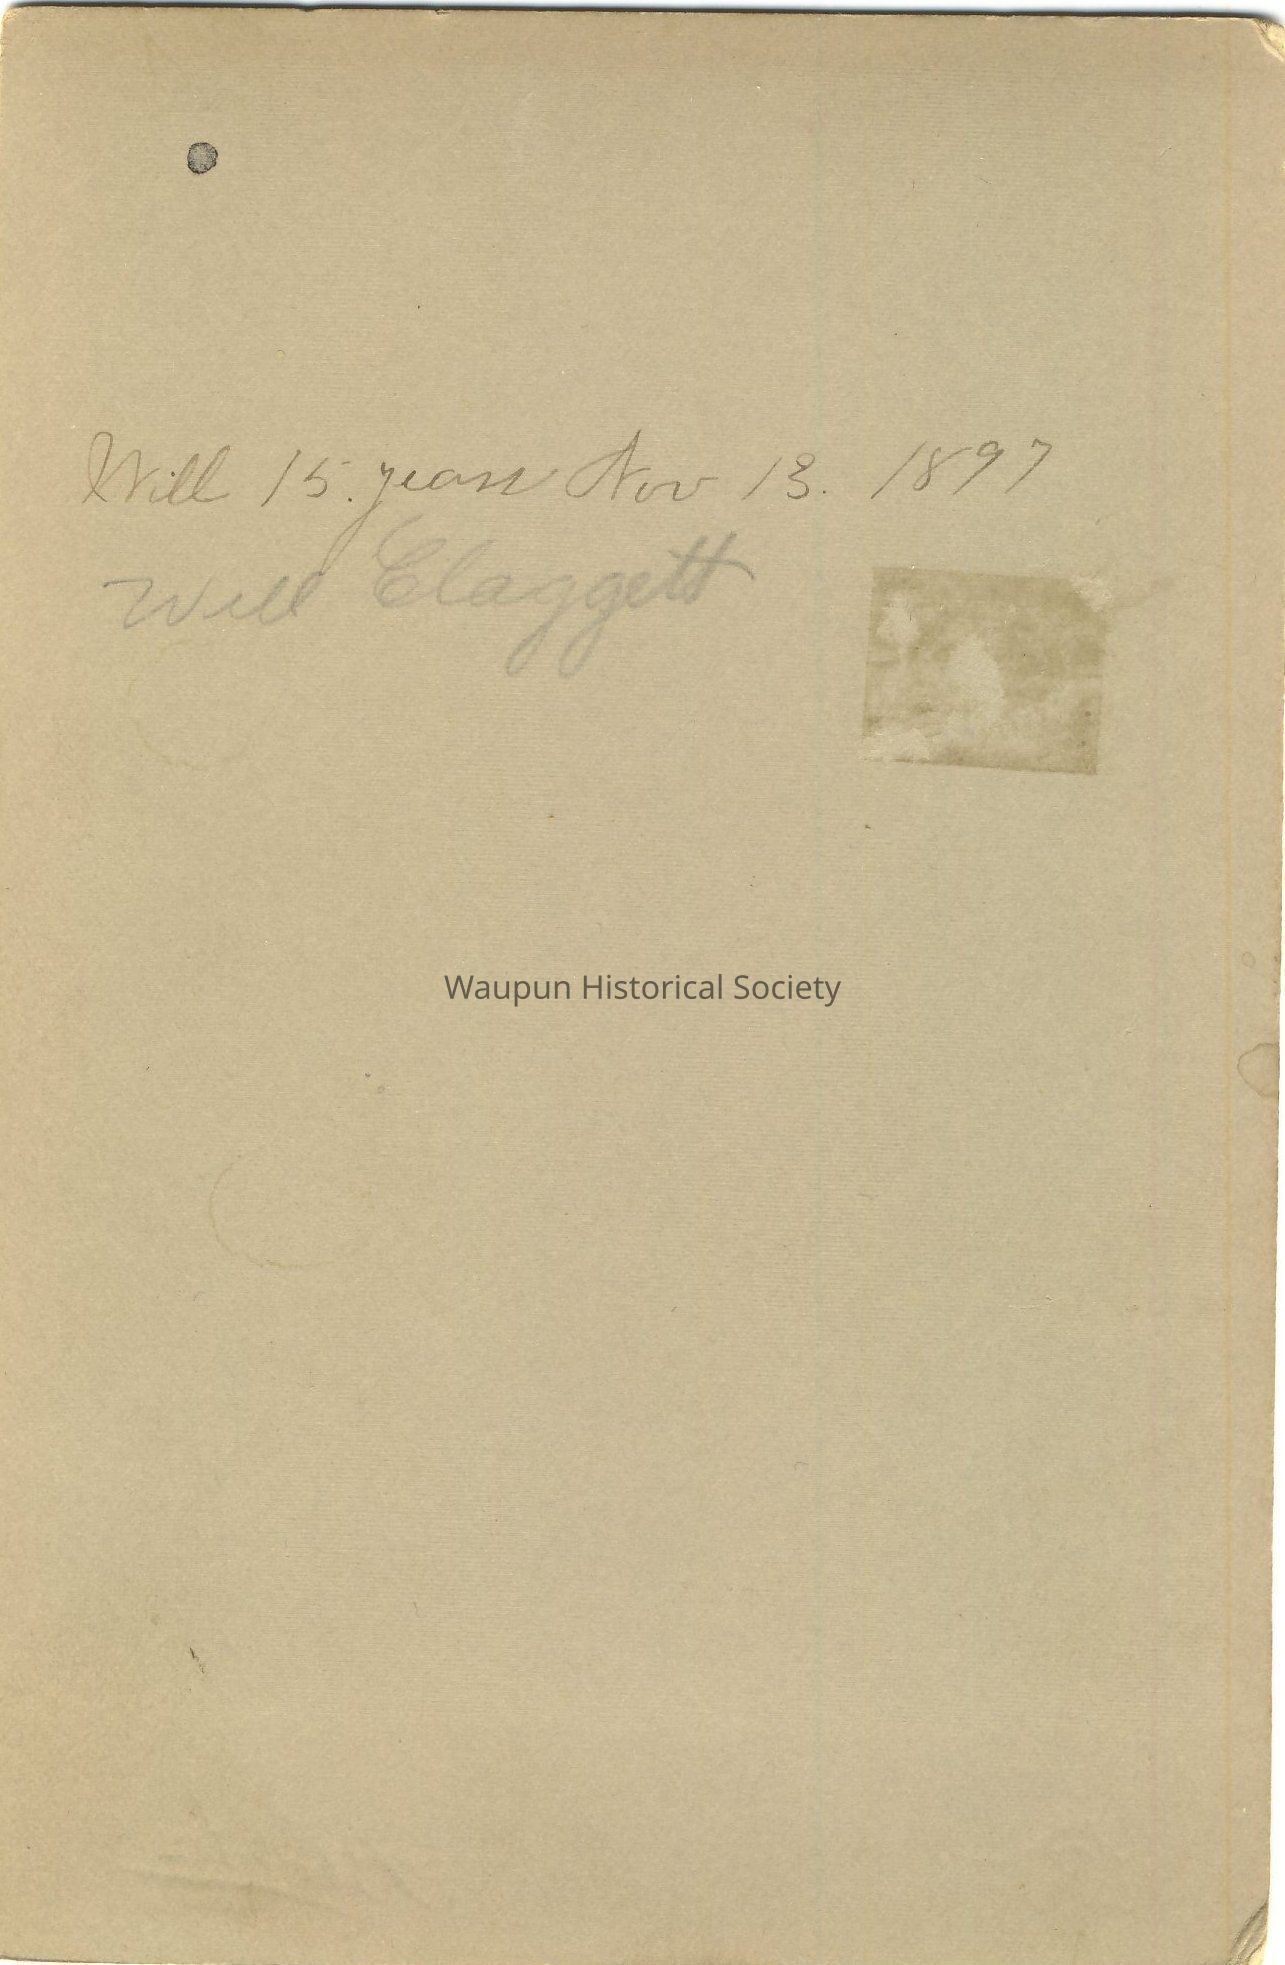 Will 15. years Nov 13. 1897
Will Claggett
Waupun Historical Society